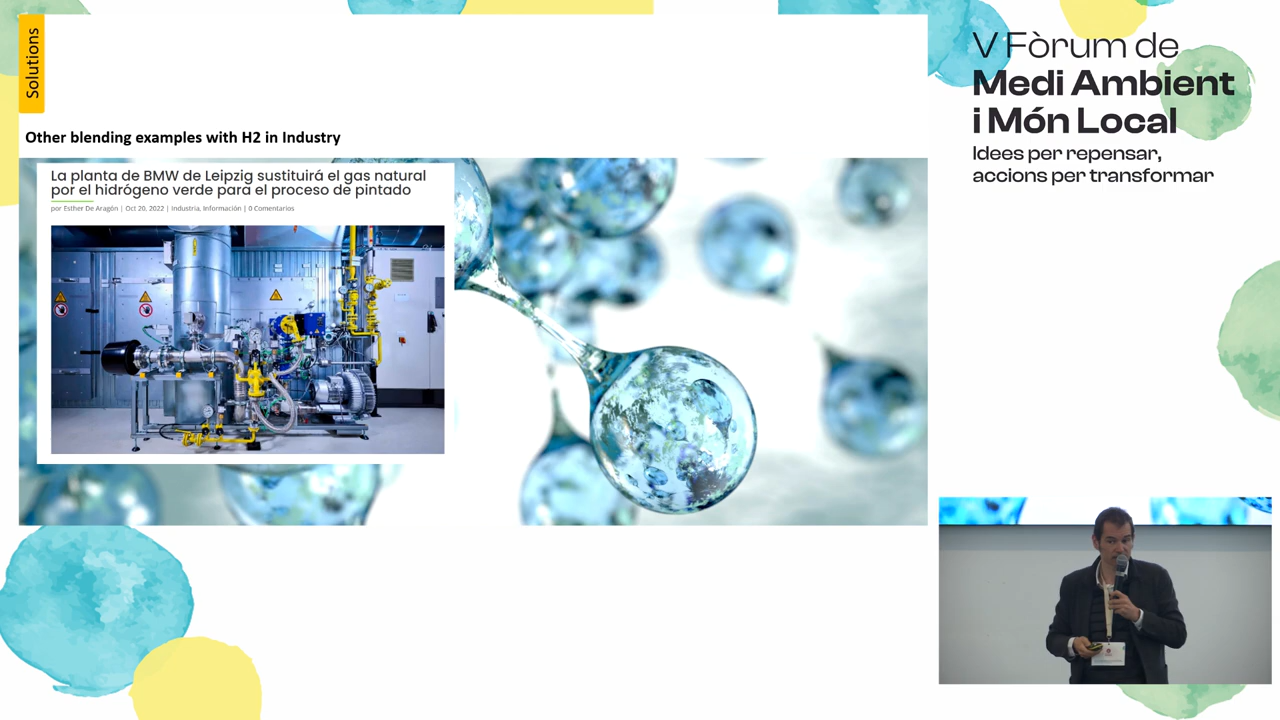 Solutions
Other blending examples with H2 in Industry
La planta de BMW de Leipzig sustituirá el gas natural
por el hidrógeno verde para el proceso de pintado
por Esther De Aragón | Oct 20, 2022 | Industria, Información | 0 Comentarios
V Fòrum de
Medi Ambient
i Món Local
Idees per repensar,
accions per transformar